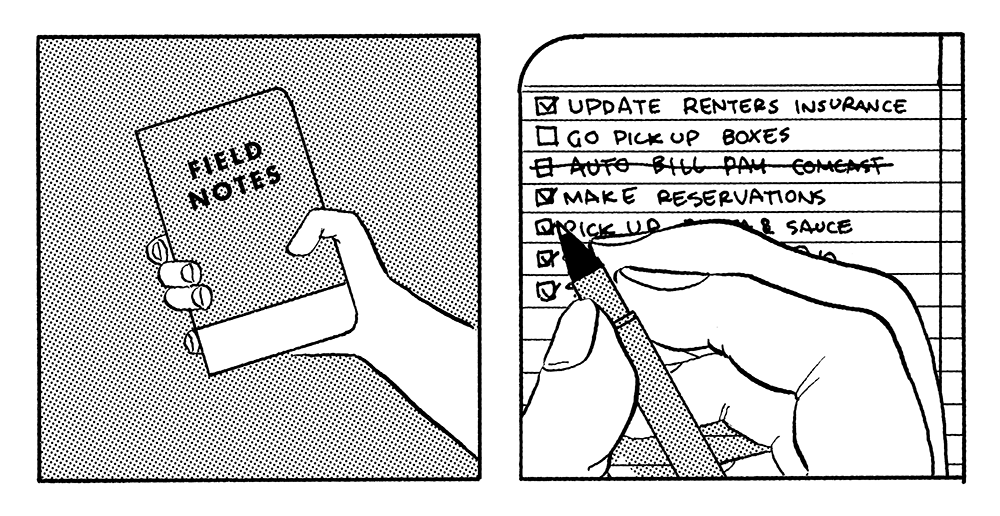 FIELD
NOTES
UPDATE RENTERS INSURANCE
GO PICK UP BOXES
AUTO BILL PAY COMCAST
MAKE RESERVATIONS
PICK UP & SAUCE